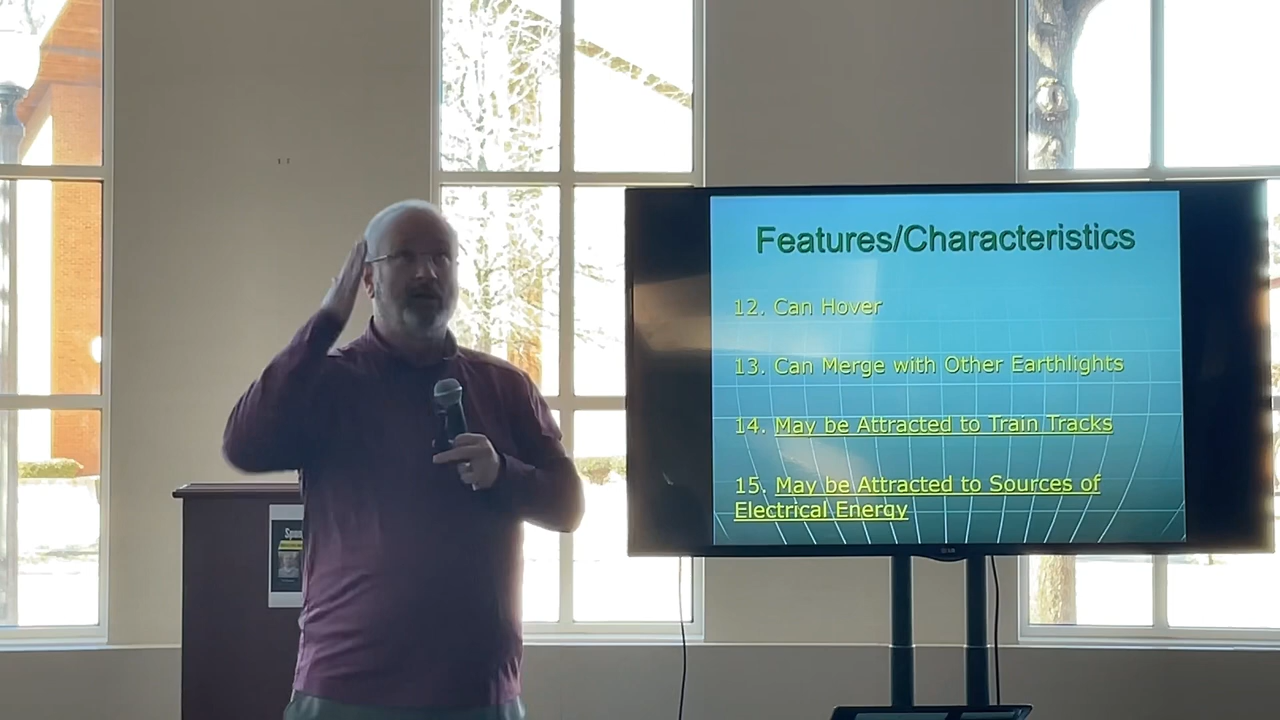 Features/Characteristics
12. Can Hover
13. Can Merge with Other Earthlights
14. May be Attracted to Train Tracks
15. May be Attracted to Sources of
Electrical Energy